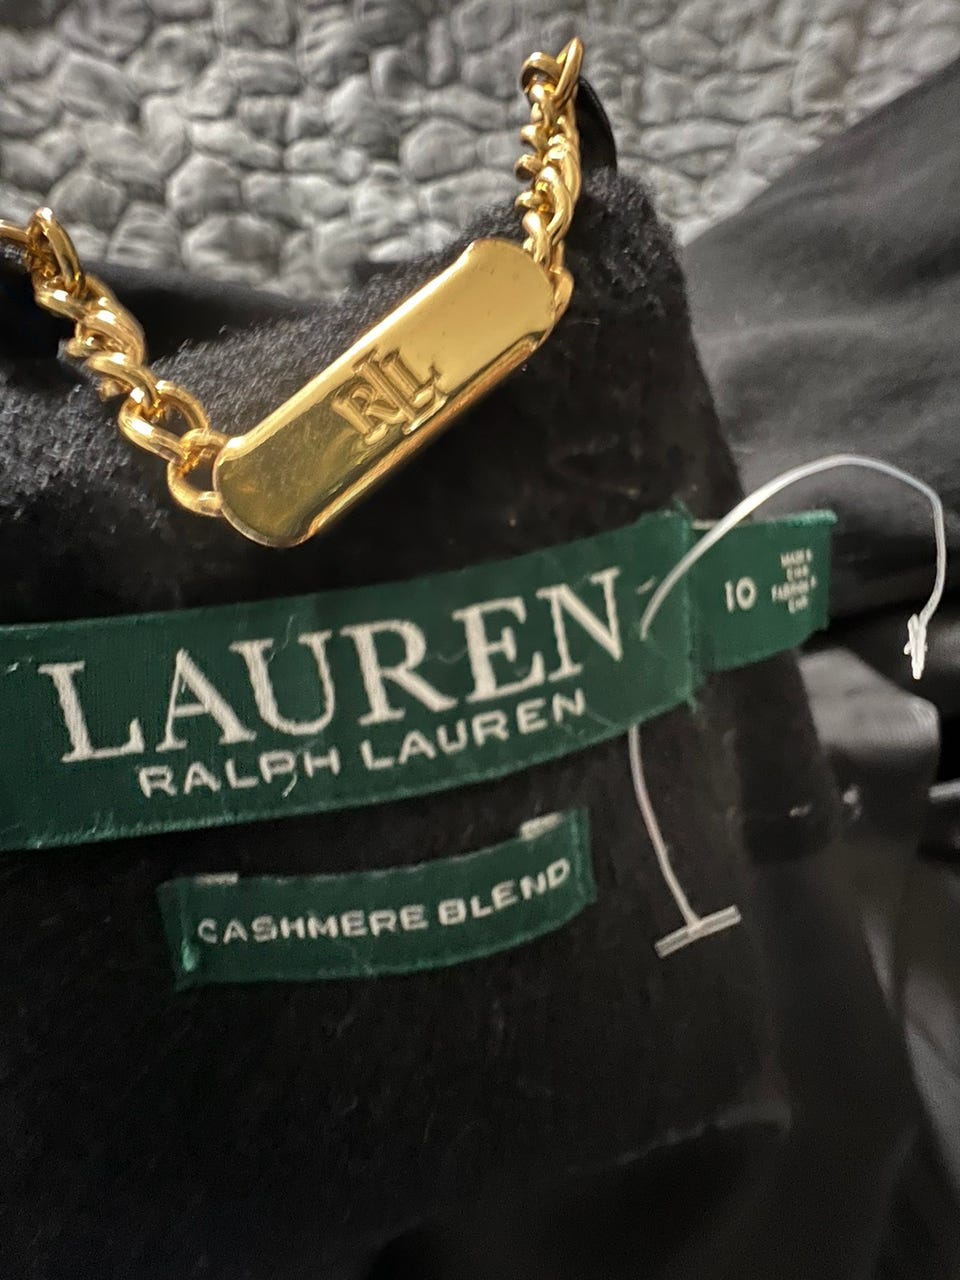 RLL
LAUREN
RALPH LAUREN
10
CASHMERE BLEND